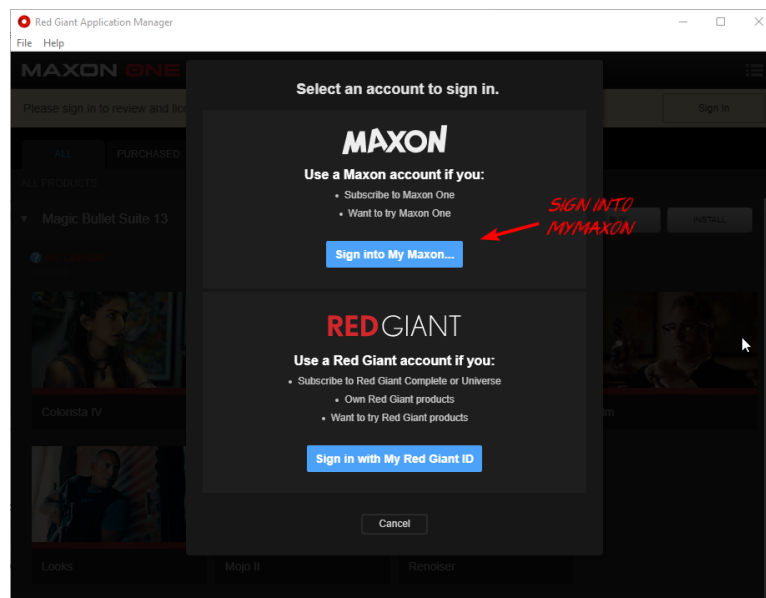 Red Giant Application Manager
File Help
MAXON ONE
Please sign in to review and lic
Sign In
ALL PURCHASED
ALL PRODUCTS
Magic Bullet Suite 13
INSTALL
Select an account to sign in.
MAXON
Use a Maxon account if you:
• Subscribe to Maxon One
• Want to try Maxon One
Sign into My Maxon...
SIGN INTO
MYMAXON
REDGIANT
Use a Red Giant account if you:
• Subscribe to Red Giant Complete or Universe
• Own Red Giant products
• Want to try Red Giant products
Sign in with My Red Giant ID
Cancel
Colorista IV
Looks
Mojo II
Renoiser